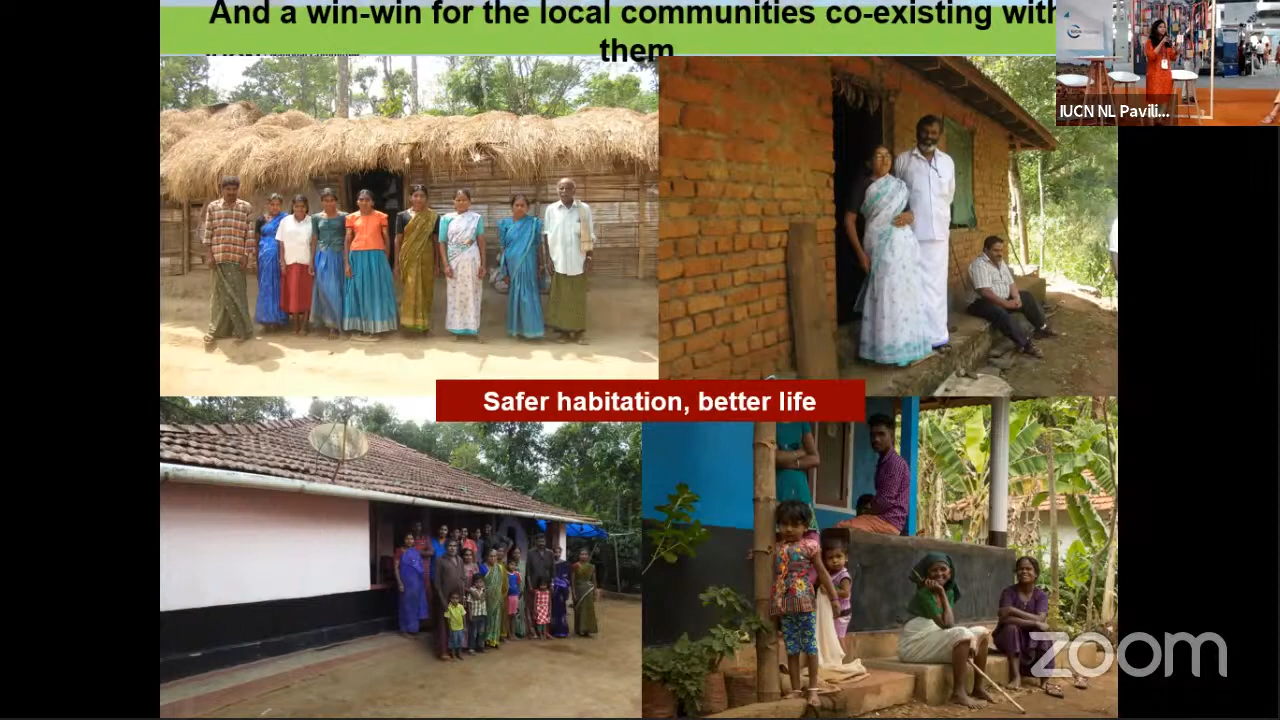 And a win-win for the local communities co-existing with
them
IUCN NL Pavili...
Safer habitation, better life
zoom